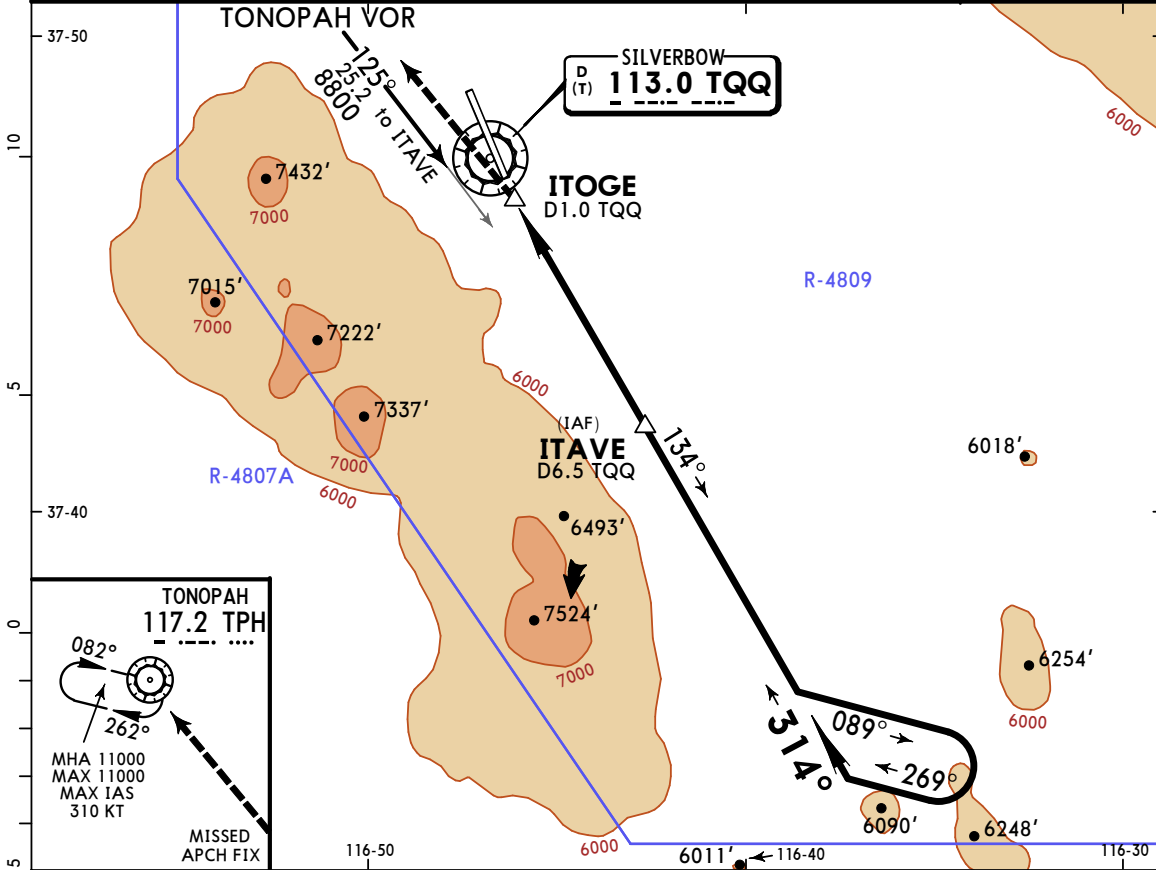 TONOPAH VOR
37-50
125°
25.2 to ITAVE
8800
SILVERBOW
D
(T)
113.0 TQQ
6000
10
7432'
7000
ITOGE
D1.0 TQQ
R-4809
7015'
7000
7222'
5
6000
7337'
(IAF)
ITAVE
D6.5 TQQ
134°
6018'
7000
R-4807A
6000
37-40
6493'
TONOPAH
117.2 TPH
0
7524'
082°
6254'
7000
314°
089°
6000
262°
269°
MHA 11000
MAX 11000
MAX IAS
310 KT
6090'
6248'
MISSED
APCH FIX
6000
5
116-50
6011'
116-40
116-30